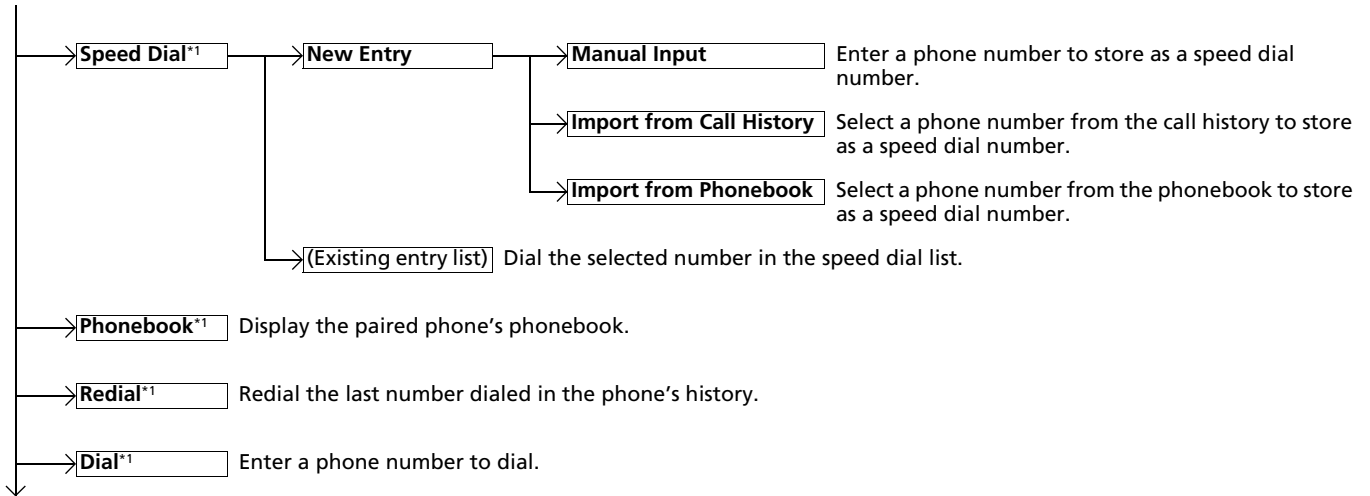 Speed Dial*1 New Entry Manual Input Enter a phone number to store as a speed dial
number.
Import from Call History Select a phone number from the call history to store
as a speed dial number.
Import from Phonebook Select a phone number from the phonebook to store
as a speed dial number.
(Existing entry list) Dial the selected number in the speed dial list.
Phonebook*1 Display the paired phone’s phonebook.
Redial*1 Redial the last number dialed in the phone’s history.
Dial*1 Enter a phone number to dial.